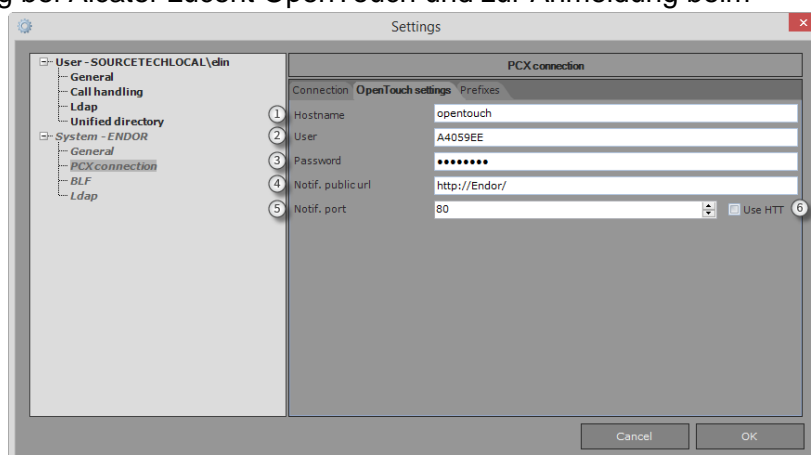 bei Alcatel-Lucent OpenTouch und zur Anmeldung beim
Settings
x
User - SOURCETECHLOCAL\elin
General
Call handling
Ldap
Unified directory
System - ENDOR
General
PCX connection
BLF
Ldap
PCX connection
Connection OpenTouch settings Prefixes
1 Hostname opentouch
2 User A4059EE
3 Password ••••••••
4 Notif. public url http://Endor/
5 Notif. port 80 Use HTT 6
Cancel OK